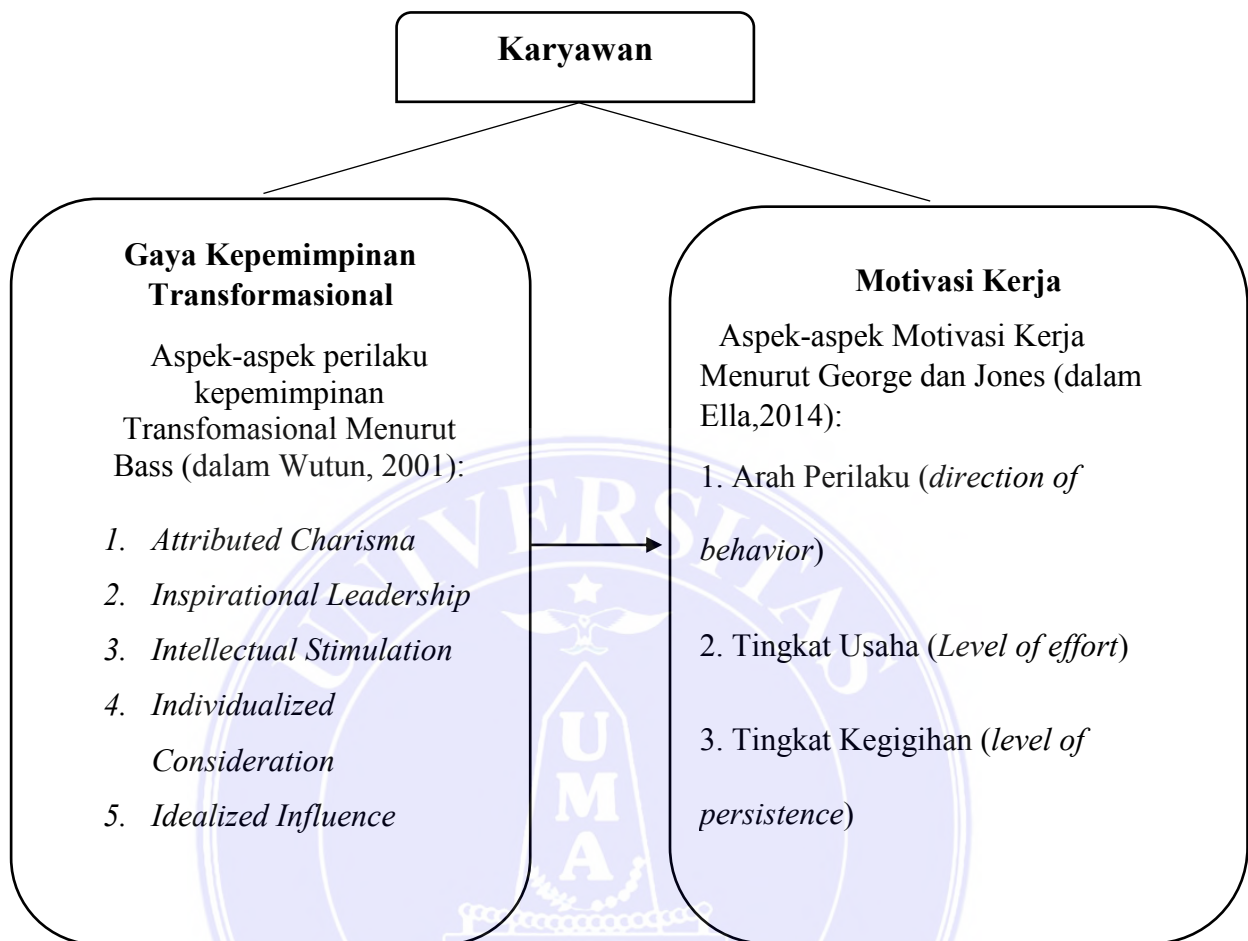 Karyawan
Gaya Kepemimpinan
Transformasional
Aspek-aspek perilaku
kepemimpinan
Transfomasional Menurut
Bass (dalam Wutun, 2001):
1. Attributed Charisma
2. Inspirational Leadership
3. Intellectual Stimulation
4. Individualized
Consideration
5. Idealized Influence
Motivasi Kerja
Aspek-aspek Motivasi Kerja
Menurut George dan Jones (dalam
Ella,2014):
1. Arah Perilaku (direction of
behavior)
2. Tingkat Usaha (Level of effort)
3. Tingkat Kegigihan (level of
persistence)
UNIVERSITAS
UMA